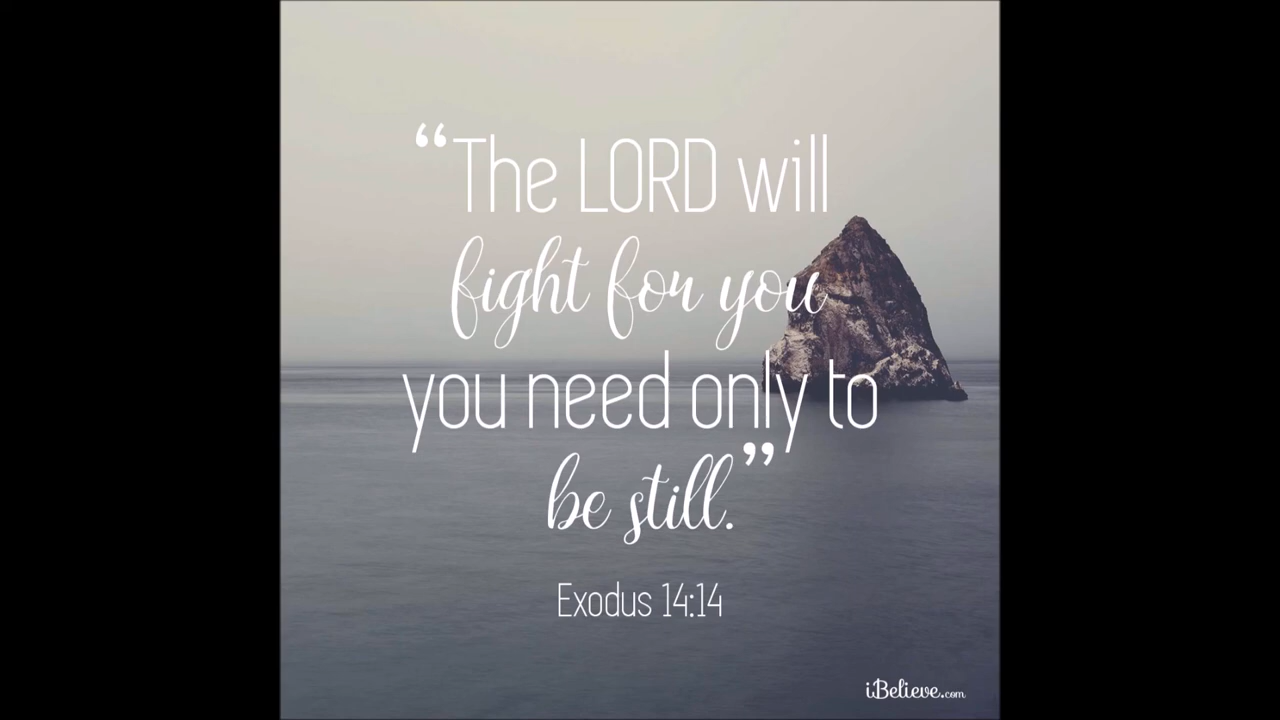 “The LORD will
fight for you
you need only to
be still.”
Exodus 14:14
iBelieve.com